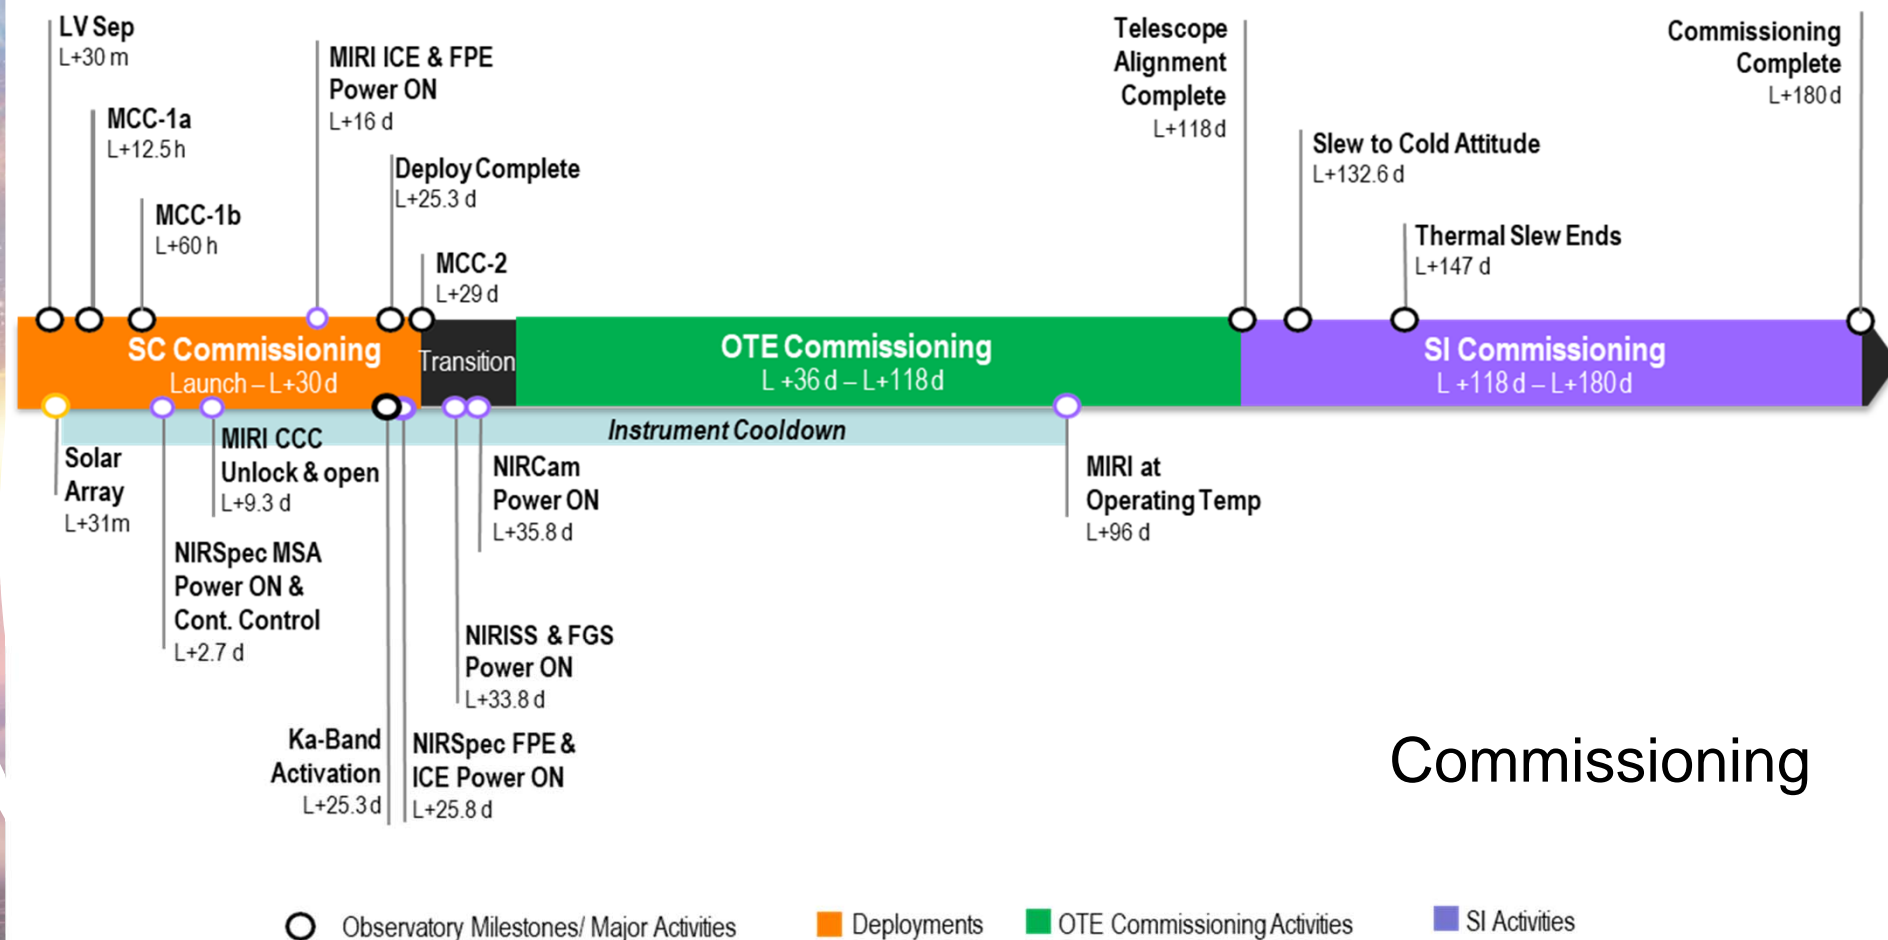 LV Sep
L+30 m
MCC-1a
L+12.5 h
MCC-1b
L+60 h
MIRI ICE & FPE
Power ON
L+16 d
Deploy Complete
L+25.3 d
MCC-2
L+29 d
Telescope
Alignment
Complete
L+118 d
Slew to Cold Attitude
L+132.6 d
Thermal Slew Ends
L+147 d
Commissioning
Complete
L+180 d
SC Commissioning
Launch – L+30 d
Transition
OTE Commissioning
L +36 d – L+118 d
SI Commissioning
L +118 d – L+180 d
Instrument Cooldown
Solar
Array
L+31m
NIRSpec MSA
Power ON &
Cont. Control
L+2.7 d
MIRI CCC
Unlock & open
L+9.3 d
Ka-Band
Activation
L+25.3 d
NIRSpec FPE &
ICE Power ON
L+25.8 d
NIRISS & FGS
Power ON
L+33.8 d
NIRCam
Power ON
L+35.8 d
MIRI at
Operating Temp
L+96 d
Commissioning
Observatory Milestones/ Major Activities
Deployments
OTE Commissioning Activities
SI Activities